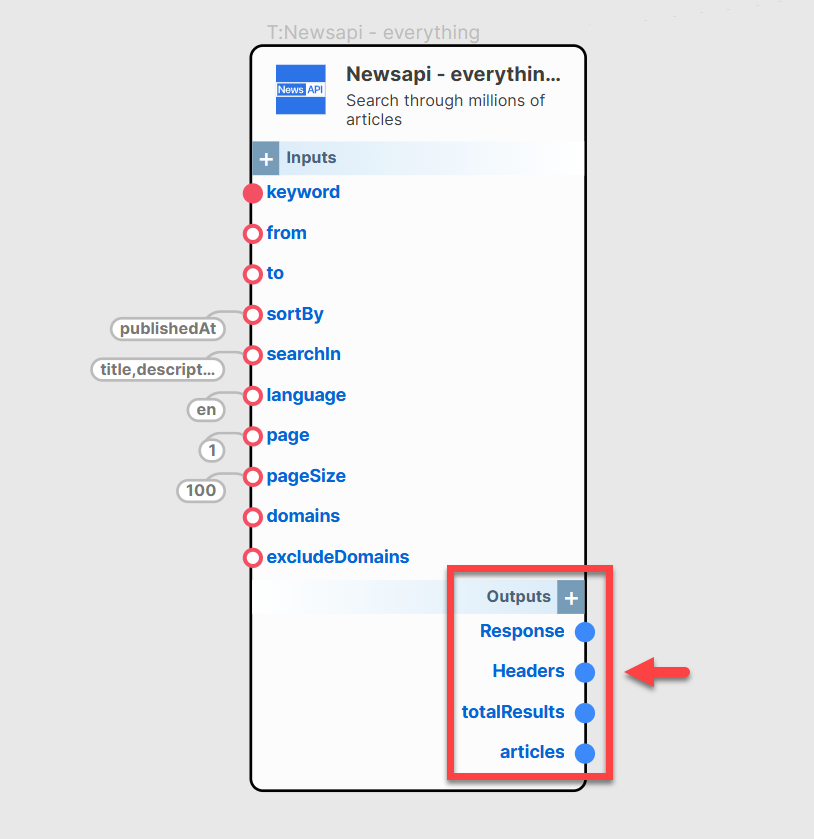 T:Newsapi - everything
News API
Newsapi - everythin...
Search through millions of
articles
+ Inputs
keyword
from
to
sortBy
publishedAt
searchIn
title,descript...
language
en
page
1
pageSize
100
domains
excludeDomains
Outputs +
Response
Headers
totalResults
articles